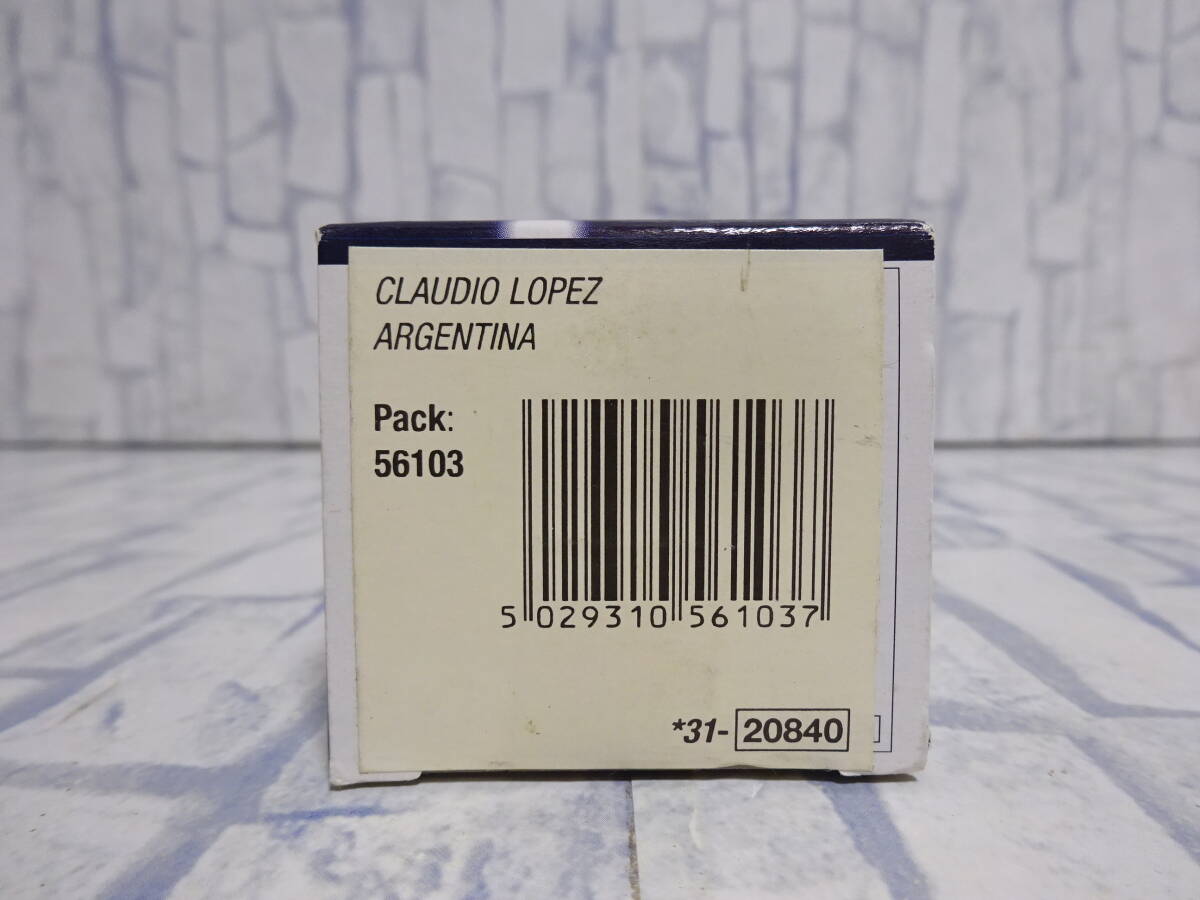 CLAUDIO LOPEZ
ARGENTINA
Pack:
56103
5 029310 561037
*31- 20840